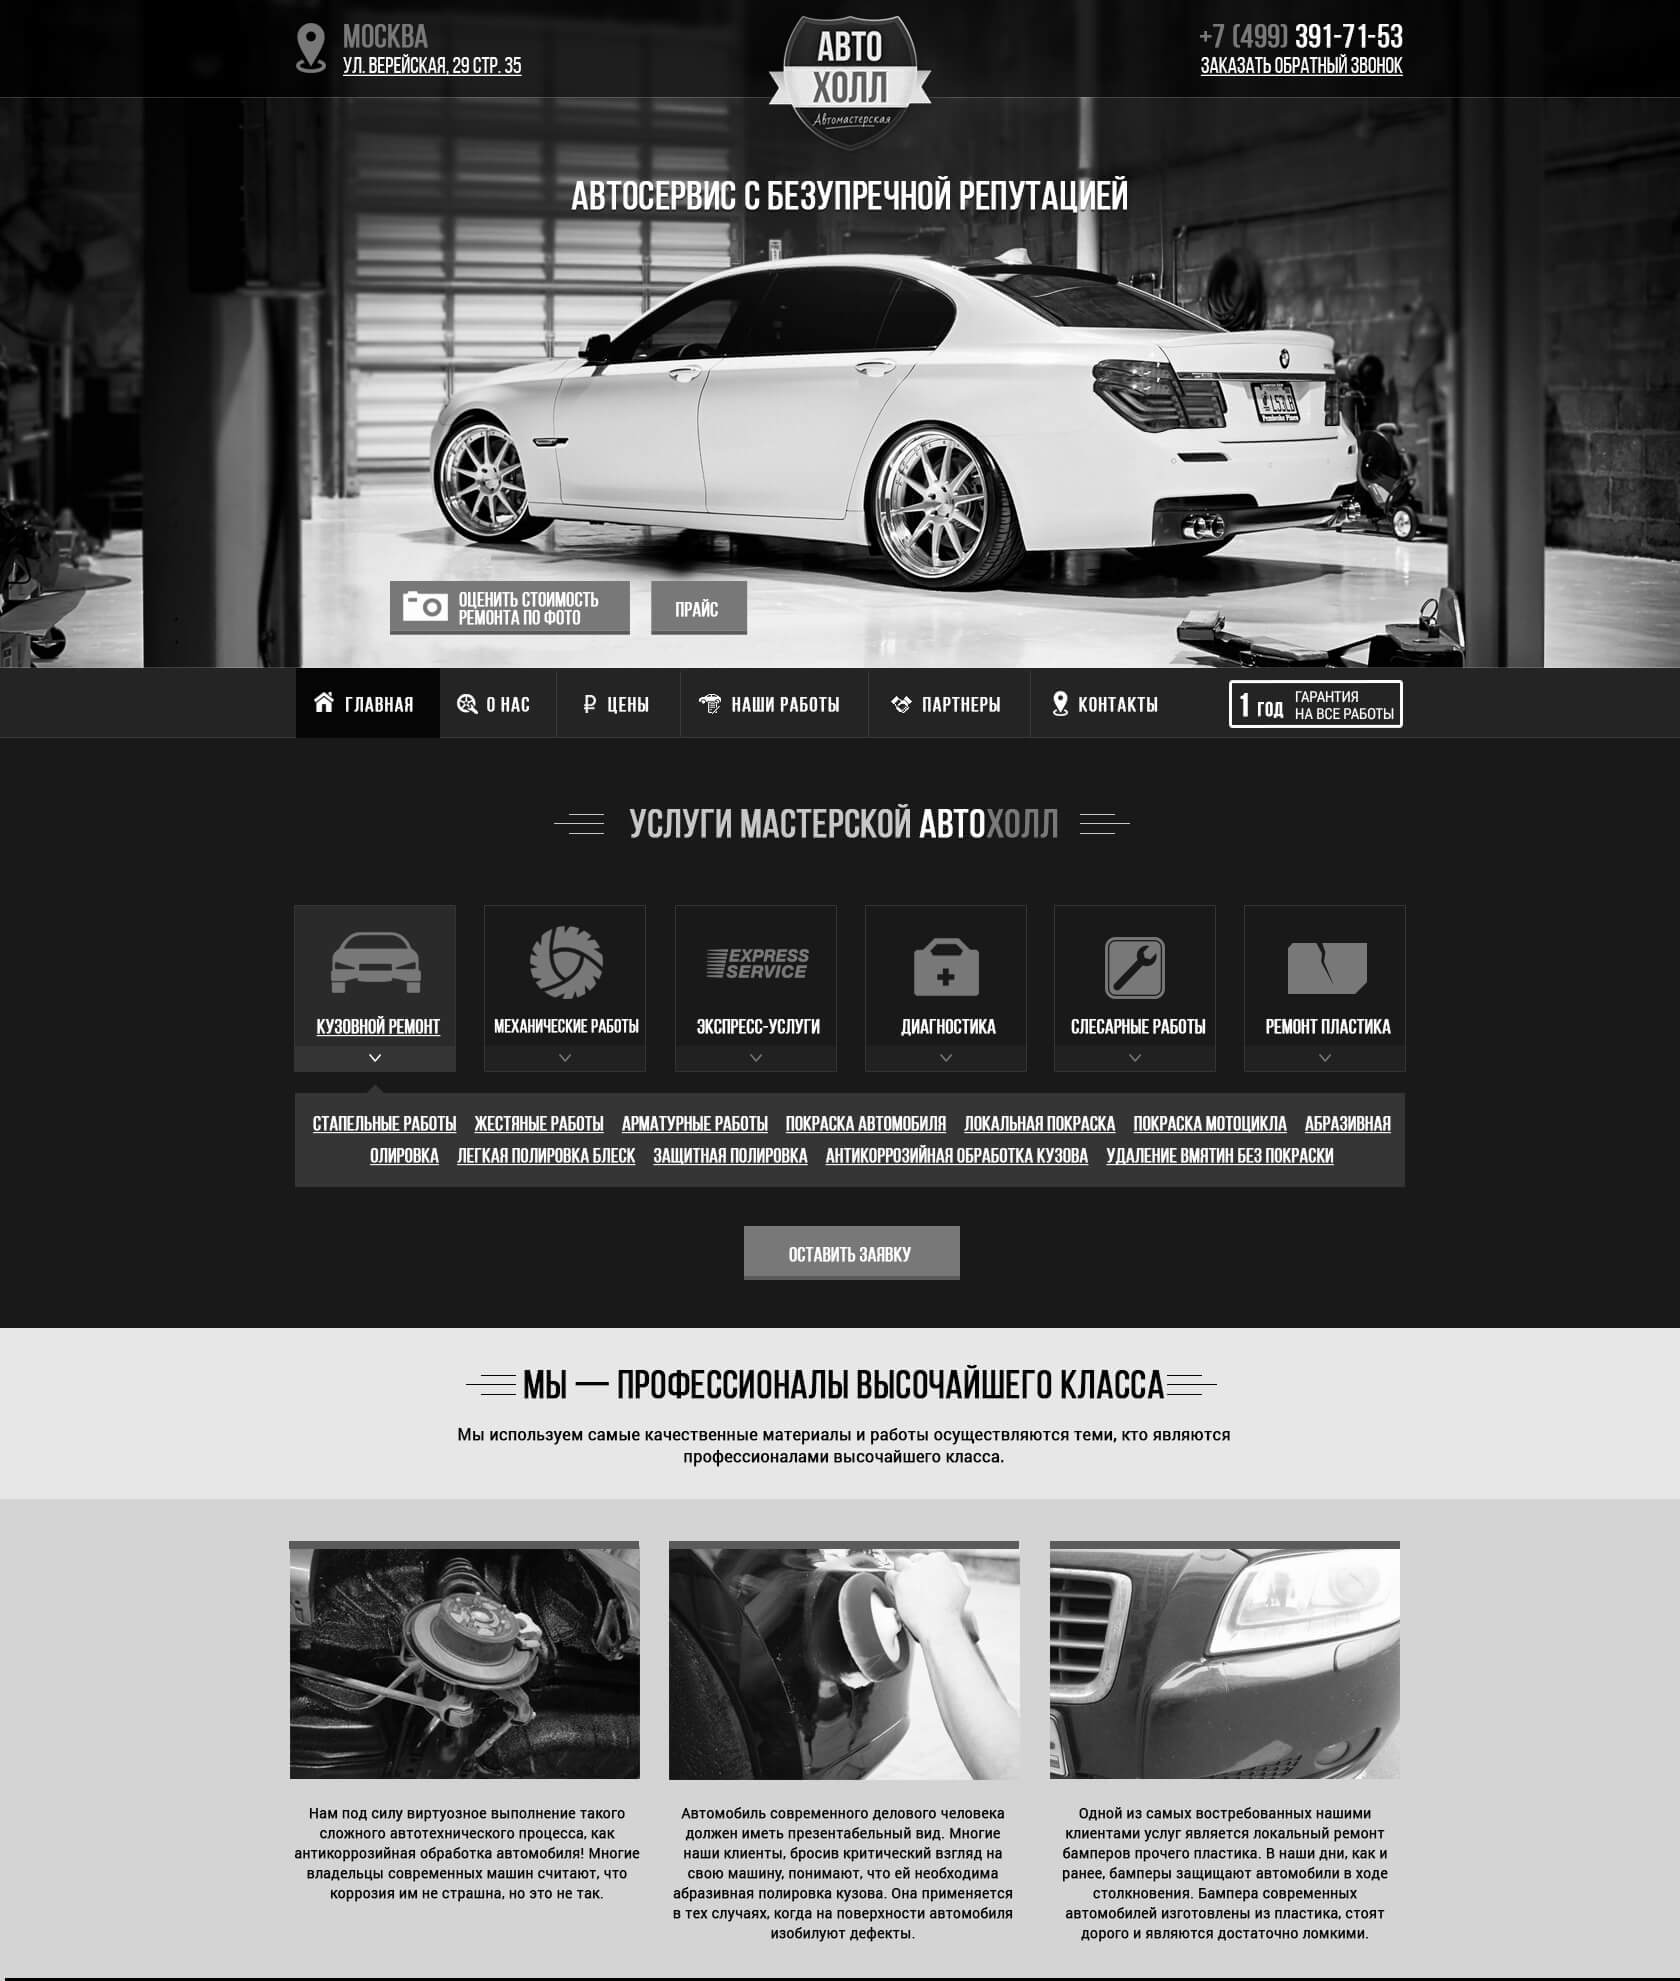 МОСКВА
УЛ. ВЕРЕЙСКАЯ, 29 СТР. 35
АВТО
ХОЛЛ
Автомастерская
+7 (499) 391-71-53
ЗАКАЗАТЬ ОБРАТНЫЙ ЗВОНОК
АВТОСЕРВИС С БЕЗУПРЕЧНОЙ РЕПУТАЦИЕЙ
ОЦЕНИТЬ СТОИМОСТЬ
РЕМОНТА ПО ФОТО
ПРАЙС
ГЛАВНАЯ
О НАС
ЦЕНЫ
НАШИ РАБОТЫ
ПАРТНЕРЫ
КОНТАКТЫ
1 ГОД
ГАРАНТИЯ
НА ВСЕ РАБОТЫ
УСЛУГИ МАСТЕРСКОЙ АВТОХОЛЛ
КУЗОВНОЙ РЕМОНТ
МЕХАНИЧЕСКИЕ РАБОТЫ
EXPRESS
SERVICE
ЭКСПРЕСС-УСЛУГИ
ДИАГНОСТИКА
СЛЕСАРНЫЕ РАБОТЫ
РЕМОНТ ПЛАСТИКА
СТАПЕЛЬНЫЕ РАБОТЫ ЖЕСТЯНЫЕ РАБОТЫ АРМАТУРНЫЕ РАБОТЫ ПОКРАСКА АВТОМОБИЛЯ ЛОКАЛЬНАЯ ПОКРАСКА ПОКРАСКА МОТОЦИКЛА АБРАЗИВНАЯ
ОЛИРОВКА ЛЕГКАЯ ПОЛИРОВКА БЛЕСК ЗАЩИТНАЯ ПОЛИРОВКА АНТИКОРРОЗИЙНАЯ ОБРАБОТКА КУЗОВА УДАЛЕНИЕ ВМЯТИН БЕЗ ПОКРАСКИ
ОСТАВИТЬ ЗАЯВКУ
МЫ — ПРОФЕССИОНАЛЫ ВЫСОЧАЙШЕГО КЛАССА
Мы используем самые качественные материалы и работы осуществляются теми, кто являются
профессионалами высочайшего класса.
Нам под силу виртуозное выполнение такого
сложного автотехнического процесса, как
антикоррозийная обработка автомобиля! Многие
владельцы современных машин считают, что
коррозия им не страшна, но это не так.
Автомобиль современного делового человека
должен иметь презентабельный вид. Многие
наши клиенты, бросив критический взгляд на
свою машину, понимают, что ей необходима
абразивная полировка кузова. Она применяется
в тех случаях, когда на поверхности автомобиля
изобилуют дефекты.
Одной из самых востребованных нашими
клиентами услуг является локальный ремонт
бамперов прочего пластика. В наши дни, как и
ранее, бамперы защищают автомобили в ходе
столкновения. Бампера современных
автомобилей изготовлены из пластика, стоят
дорого и являются достаточно ломкими.